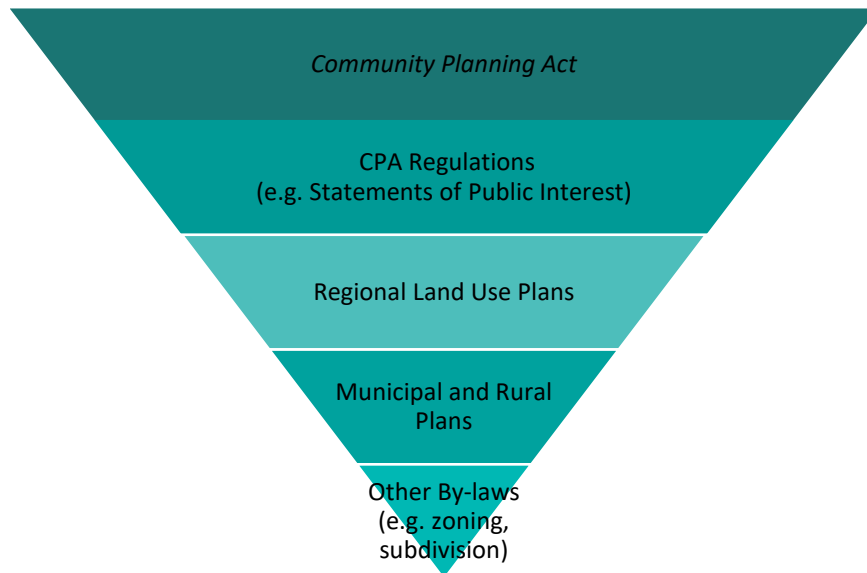 Community Planning Act
CPA Regulations
(e.g. Statements of Public Interest)
Regional Land Use Plans
Municipal and Rural
Plans
Other By-laws
(e.g. zoning,
subdivision)